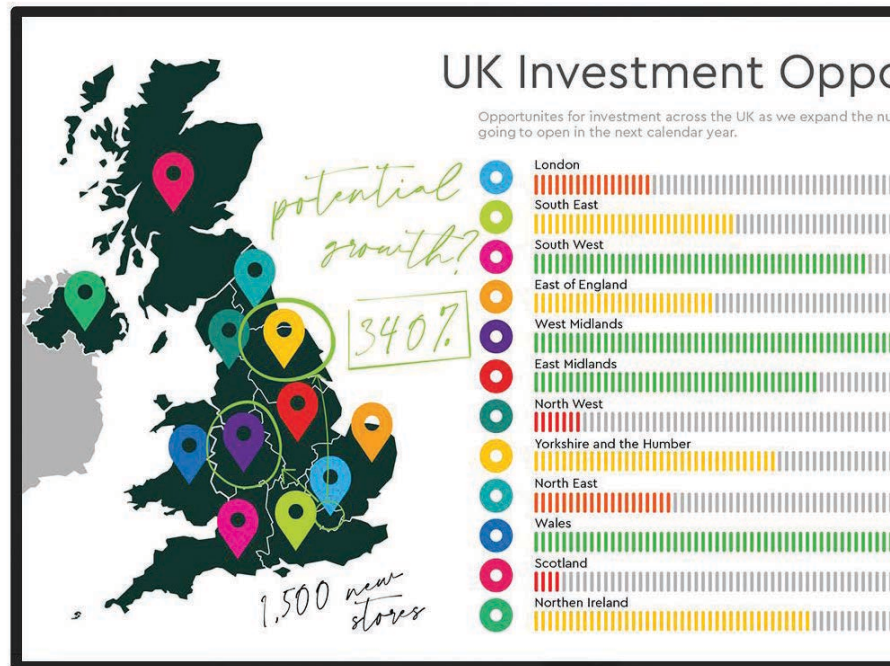 UK Investment Oppo
Opportunites for investment across the UK as we expand the nu
going to open in the next calendar year.
London
South East
South West
East of England
West Midlands
East Midlands
North West
Yorkshire and the Humber
North East
Wales
Scotland
Northen Ireland
potential
growth?
340%
1,500 new
stores